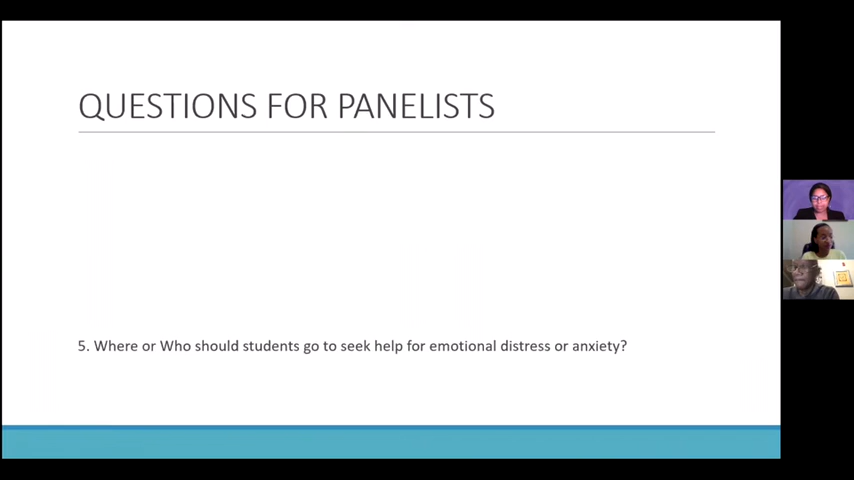 QUESTIONS FOR PANELISTS
5. Where or Who should students go to seek help for emotional distress or anxiety?